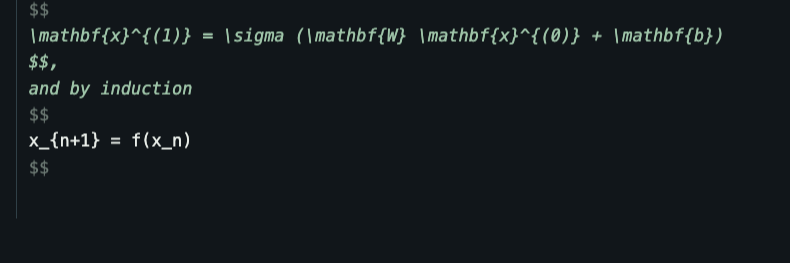 $$
\mathbf{x}^{(1)} = \sigma (\mathbf{W} \mathbf{x}^{(0)} + \mathbf{b})
$$,
and by induction
$$
x_{n+1} = f(x_n)
$$